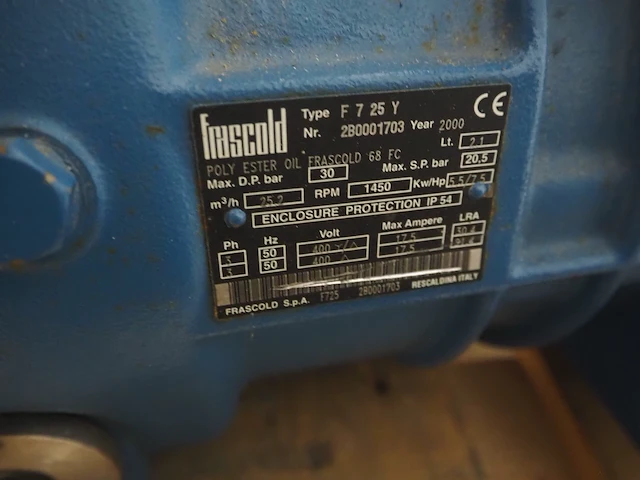 frascold
Type F 7 25 Y CE
Nr. 2B0001703 Year 2000
POLY ESTER OIL FRASCOLD 68 FC Lt. 2,1
Max. D.P. bar 30 Max. S.P. bar 20,5
m³/h 25,2 RPM 1450 Kw/Hp 5,5/7,5
ENCLOSURE PROTECTION IP 54
Ph Hz Volt Max Ampere LRA
3 50 400 Y/△ 17,5
3 50 400 △ 17,5
FRASCOLD S.p.A. F725 2B0001703 RESCALDINA ITALY